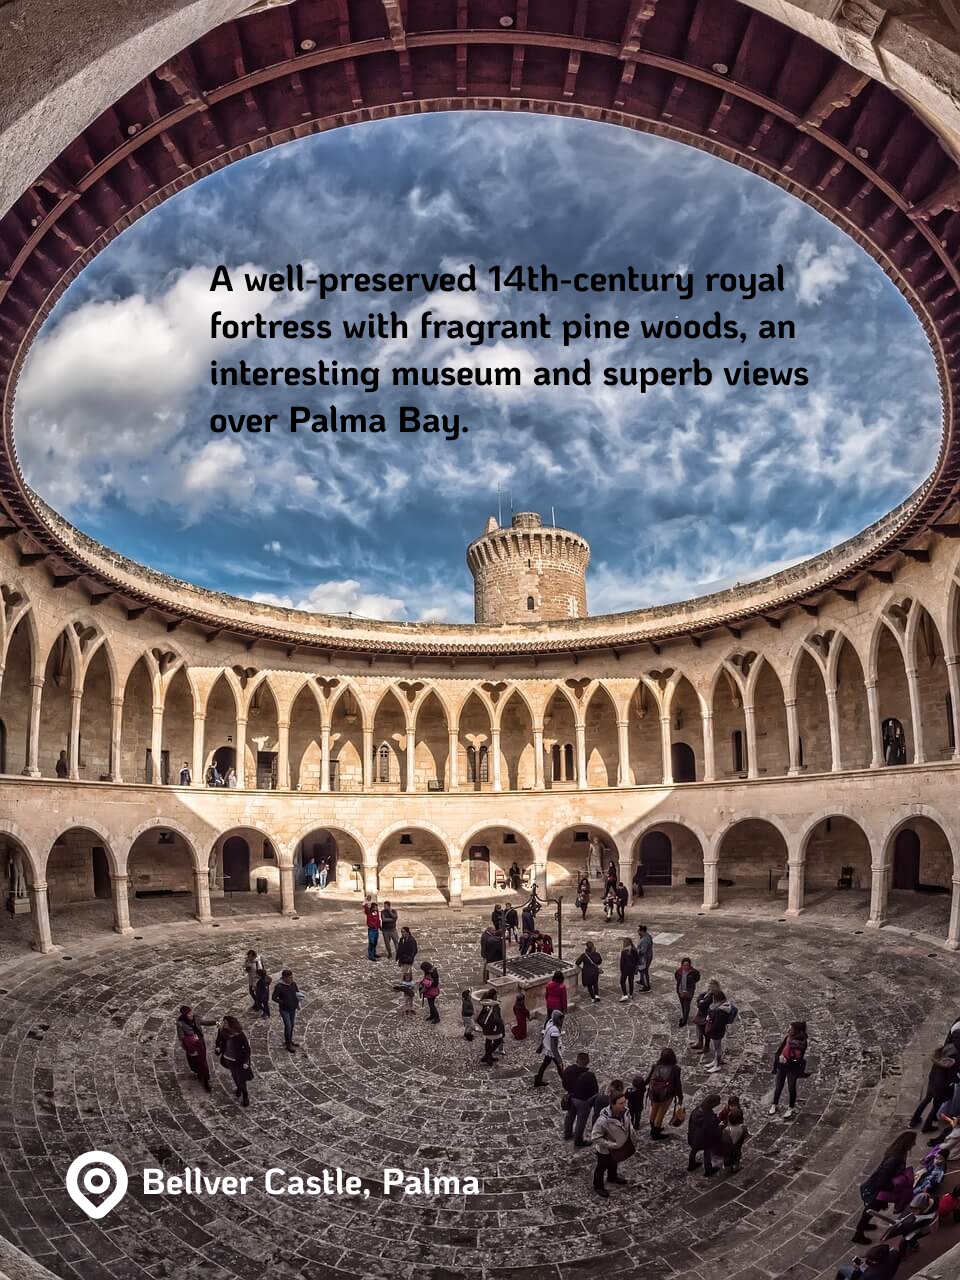 A well-preserved 14th-century royal
fortress with fragrant pine woods, an
interesting museum and superb views
over Palma Bay.
Bellver Castle, Palma